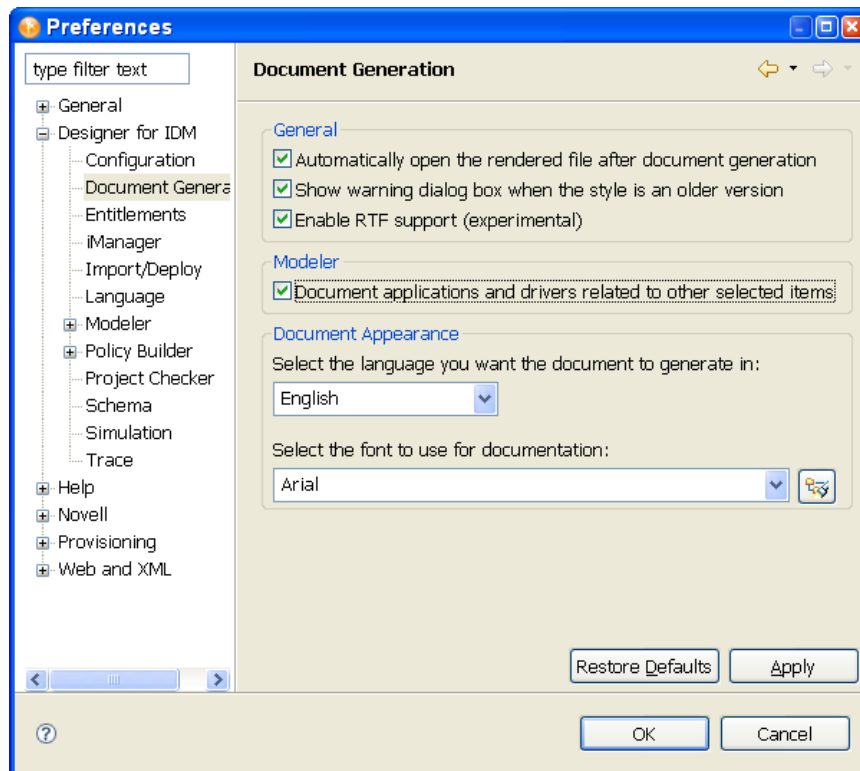 Preferences
type filter text
General
Designer for IDM
Configuration
Document Genera
Entitlements
iManager
Import/Deploy
Language
Modeler
Policy Builder
Project Checker
Schema
Simulation
Trace
Help
Novell
Provisioning
Web and XML
Document Generation
General
Automatically open the rendered file after document generation
Show warning dialog box when the style is an older version
Enable RTF support (experimental)
Modeler
Document applications and drivers related to other selected items
Document Appearance
Select the language you want the document to generate in:
English
Select the font to use for documentation:
Arial
Restore Defaults Apply
OK Cancel